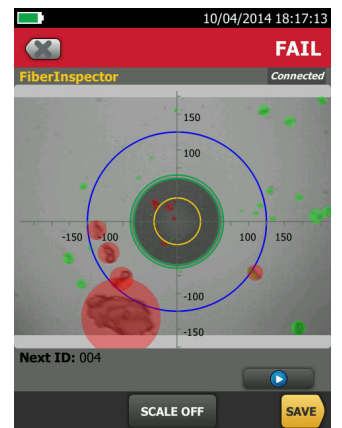 10/04/2014 18:17:13
FAIL
FiberInspector Connected
150
100
-150 -100 100 150
-100
-150
Next ID: 004
SCALE OFF SAVE